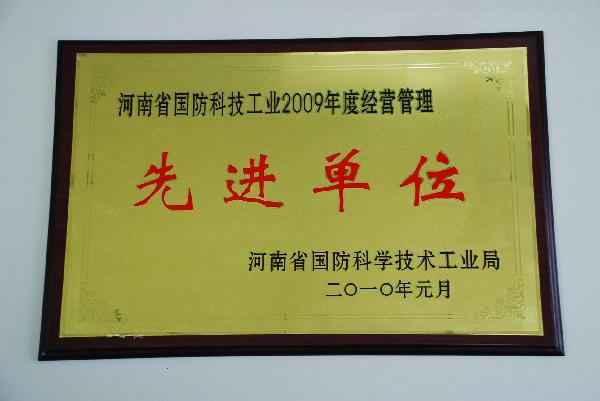 河南省国防科技工业2009年度经营管理
先进单位
河南省国防科学技术工业局
二〇一〇年元月